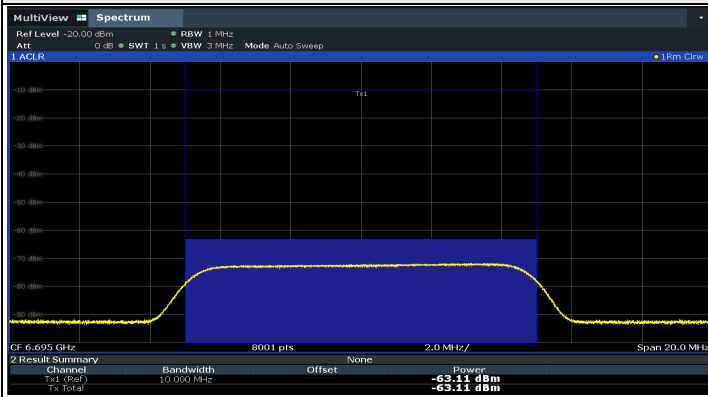 MultiView Spectrum
Ref Level -20.00 dBm RBW 1 MHz
Att 0 dB SWT 1 s VBW 3 MHz Mode Auto Sweep
1 ACLR 1Rm Clrw
Tx1
-10 dBm
-20 dBm
-30 dBm
-40 dBm
-50 dBm
-60 dBm
-70 dBm
-80 dBm
-90 dBm
CF 6.695 GHz 8001 pts 2.0 MHz/ Span 20.0 MHz
2 Result Summary None
Channel Bandwidth Offset Power
Tx1 (Ref) 10.000 MHz -63.11 dBm
Tx Total -63.11 dBm